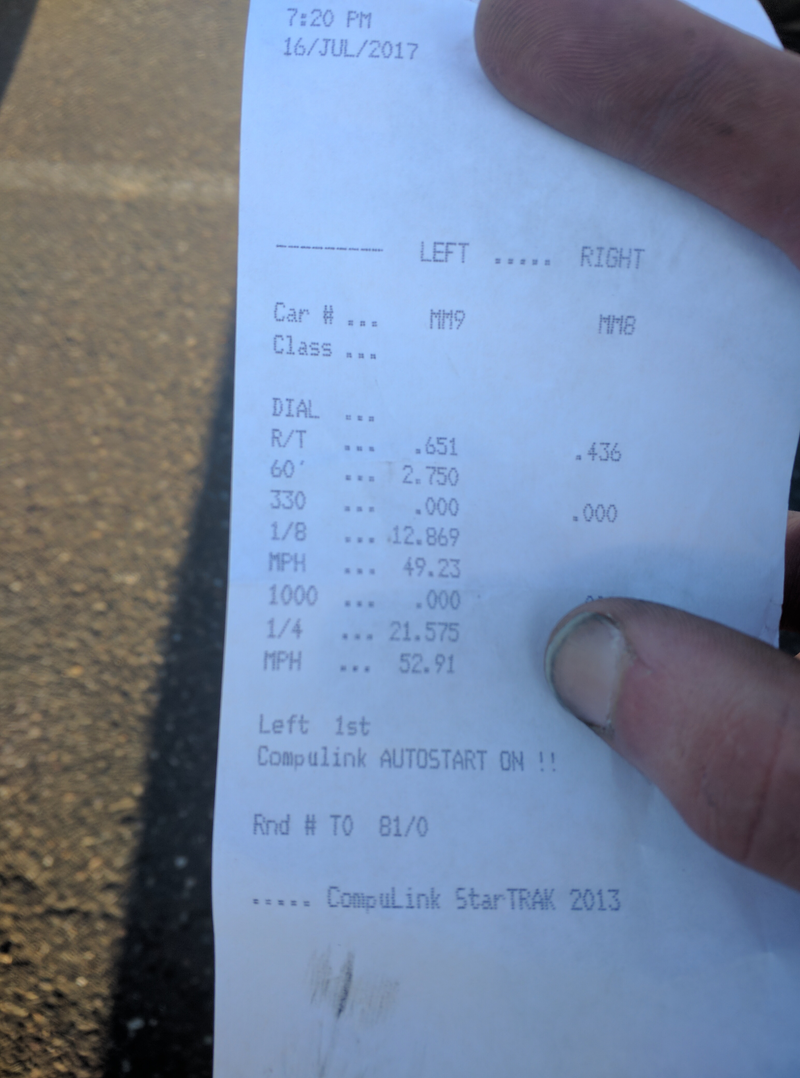 7:20 PM
16/JUL/2017
--------- LEFT ..... RIGHT
Car # ... MM9 MM8
Class ...
DIAL ...
R/T ... .651 .436
60' ... 2.750
330 ... .000 .000
1/8 ... 12.869
MPH ... 49.23
1000 ... .000
1/4 ... 21.575
MPH ... 52.91
Left 1st
Compulink AUTOSTART ON !!
Rnd # T0 81/0
..... CompuLink StarTRAK 2013